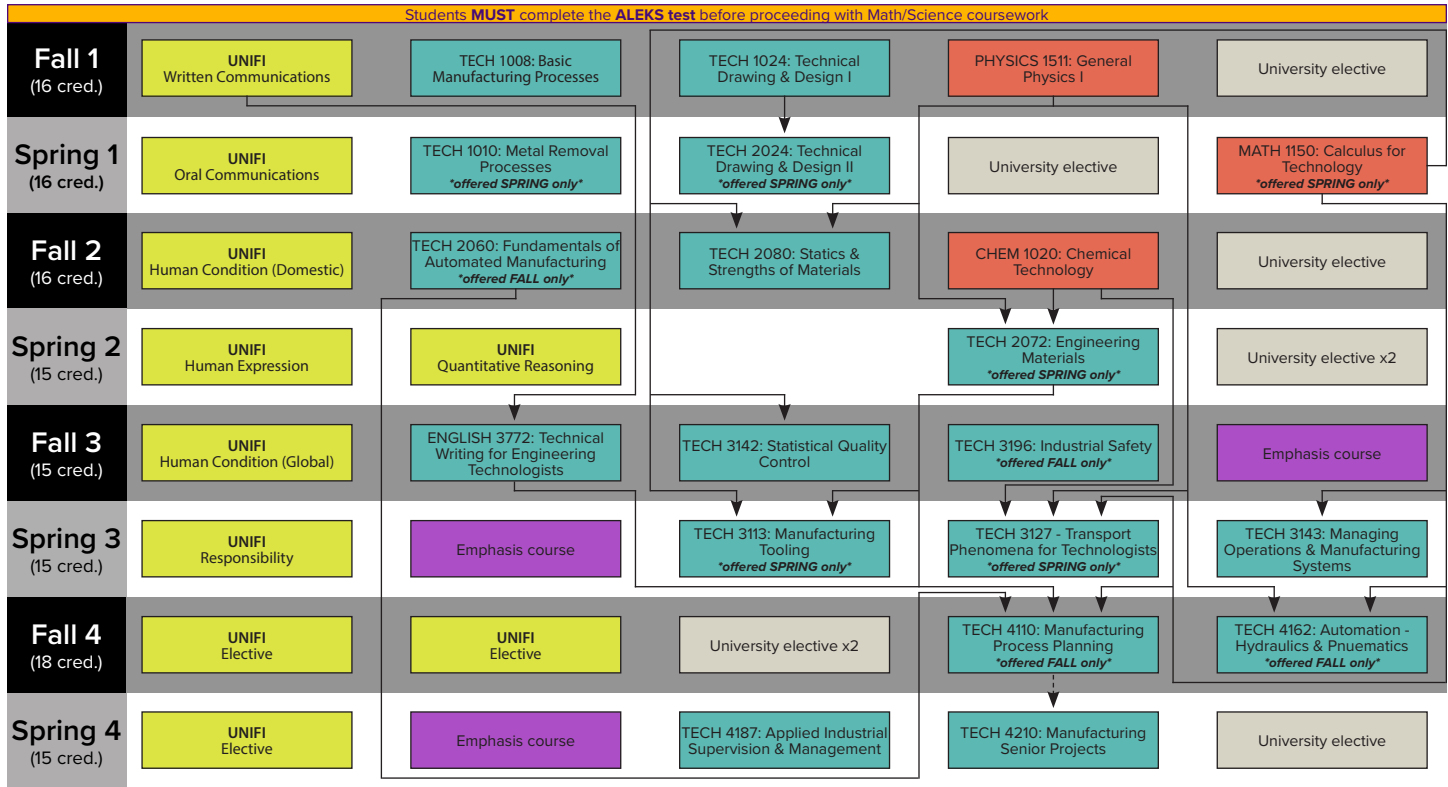 Students MUST complete the ALEKS test before proceeding with Math/Science coursework
Fall 1
(16 cred.)
UNIFI
Written Communications
TECH 1008: Basic
Manufacturing Processes
TECH 1024: Technical
Drawing & Design I
PHYSICS 1511: General
Physics I
University elective
Spring 1
(16 cred.)
UNIFI
Oral Communications
TECH 1010: Metal Removal
Processes
*offered SPRING only*
TECH 2024: Technical
Drawing & Design II
*offered SPRING only*
University elective
MATH 1150: Calculus for
Technology
*offered SPRING only*
Fall 2
(16 cred.)
UNIFI
Human Condition (Domestic)
TECH 2060: Fundamentals of
Automated Manufacturing
*offered FALL only*
TECH 2080: Statics &
Strengths of Materials
CHEM 1020: Chemical
Technology
University elective
Spring 2
(15 cred.)
UNIFI
Human Expression
UNIFI
Quantitative Reasoning
TECH 2072: Engineering
Materials
*offered SPRING only*
University elective x2
Fall 3
(15 cred.)
UNIFI
Human Condition (Global)
ENGLISH 3772: Technical
Writing for Engineering
Technologists
TECH 3142: Statistical Quality
Control
TECH 3196: Industrial Safety
*offered FALL only*
Emphasis course
Spring 3
(15 cred.)
UNIFI
Responsibility
Emphasis course
TECH 3113: Manufacturing
Tooling
*offered SPRING only*
TECH 3127 - Transport
Phenomena for Technologists
*offered SPRING only*
TECH 3143: Managing
Operations & Manufacturing
Systems
Fall 4
(18 cred.)
UNIFI
Elective
UNIFI
Elective
University elective x2
TECH 4110: Manufacturing
Process Planning
*offered FALL only*
TECH 4162: Automation -
Hydraulics & Pnuematics
*offered FALL only*
Spring 4
(15 cred.)
UNIFI
Elective
Emphasis course
TECH 4187: Applied Industrial
Supervision & Management
TECH 4210: Manufacturing
Senior Projects
University elective